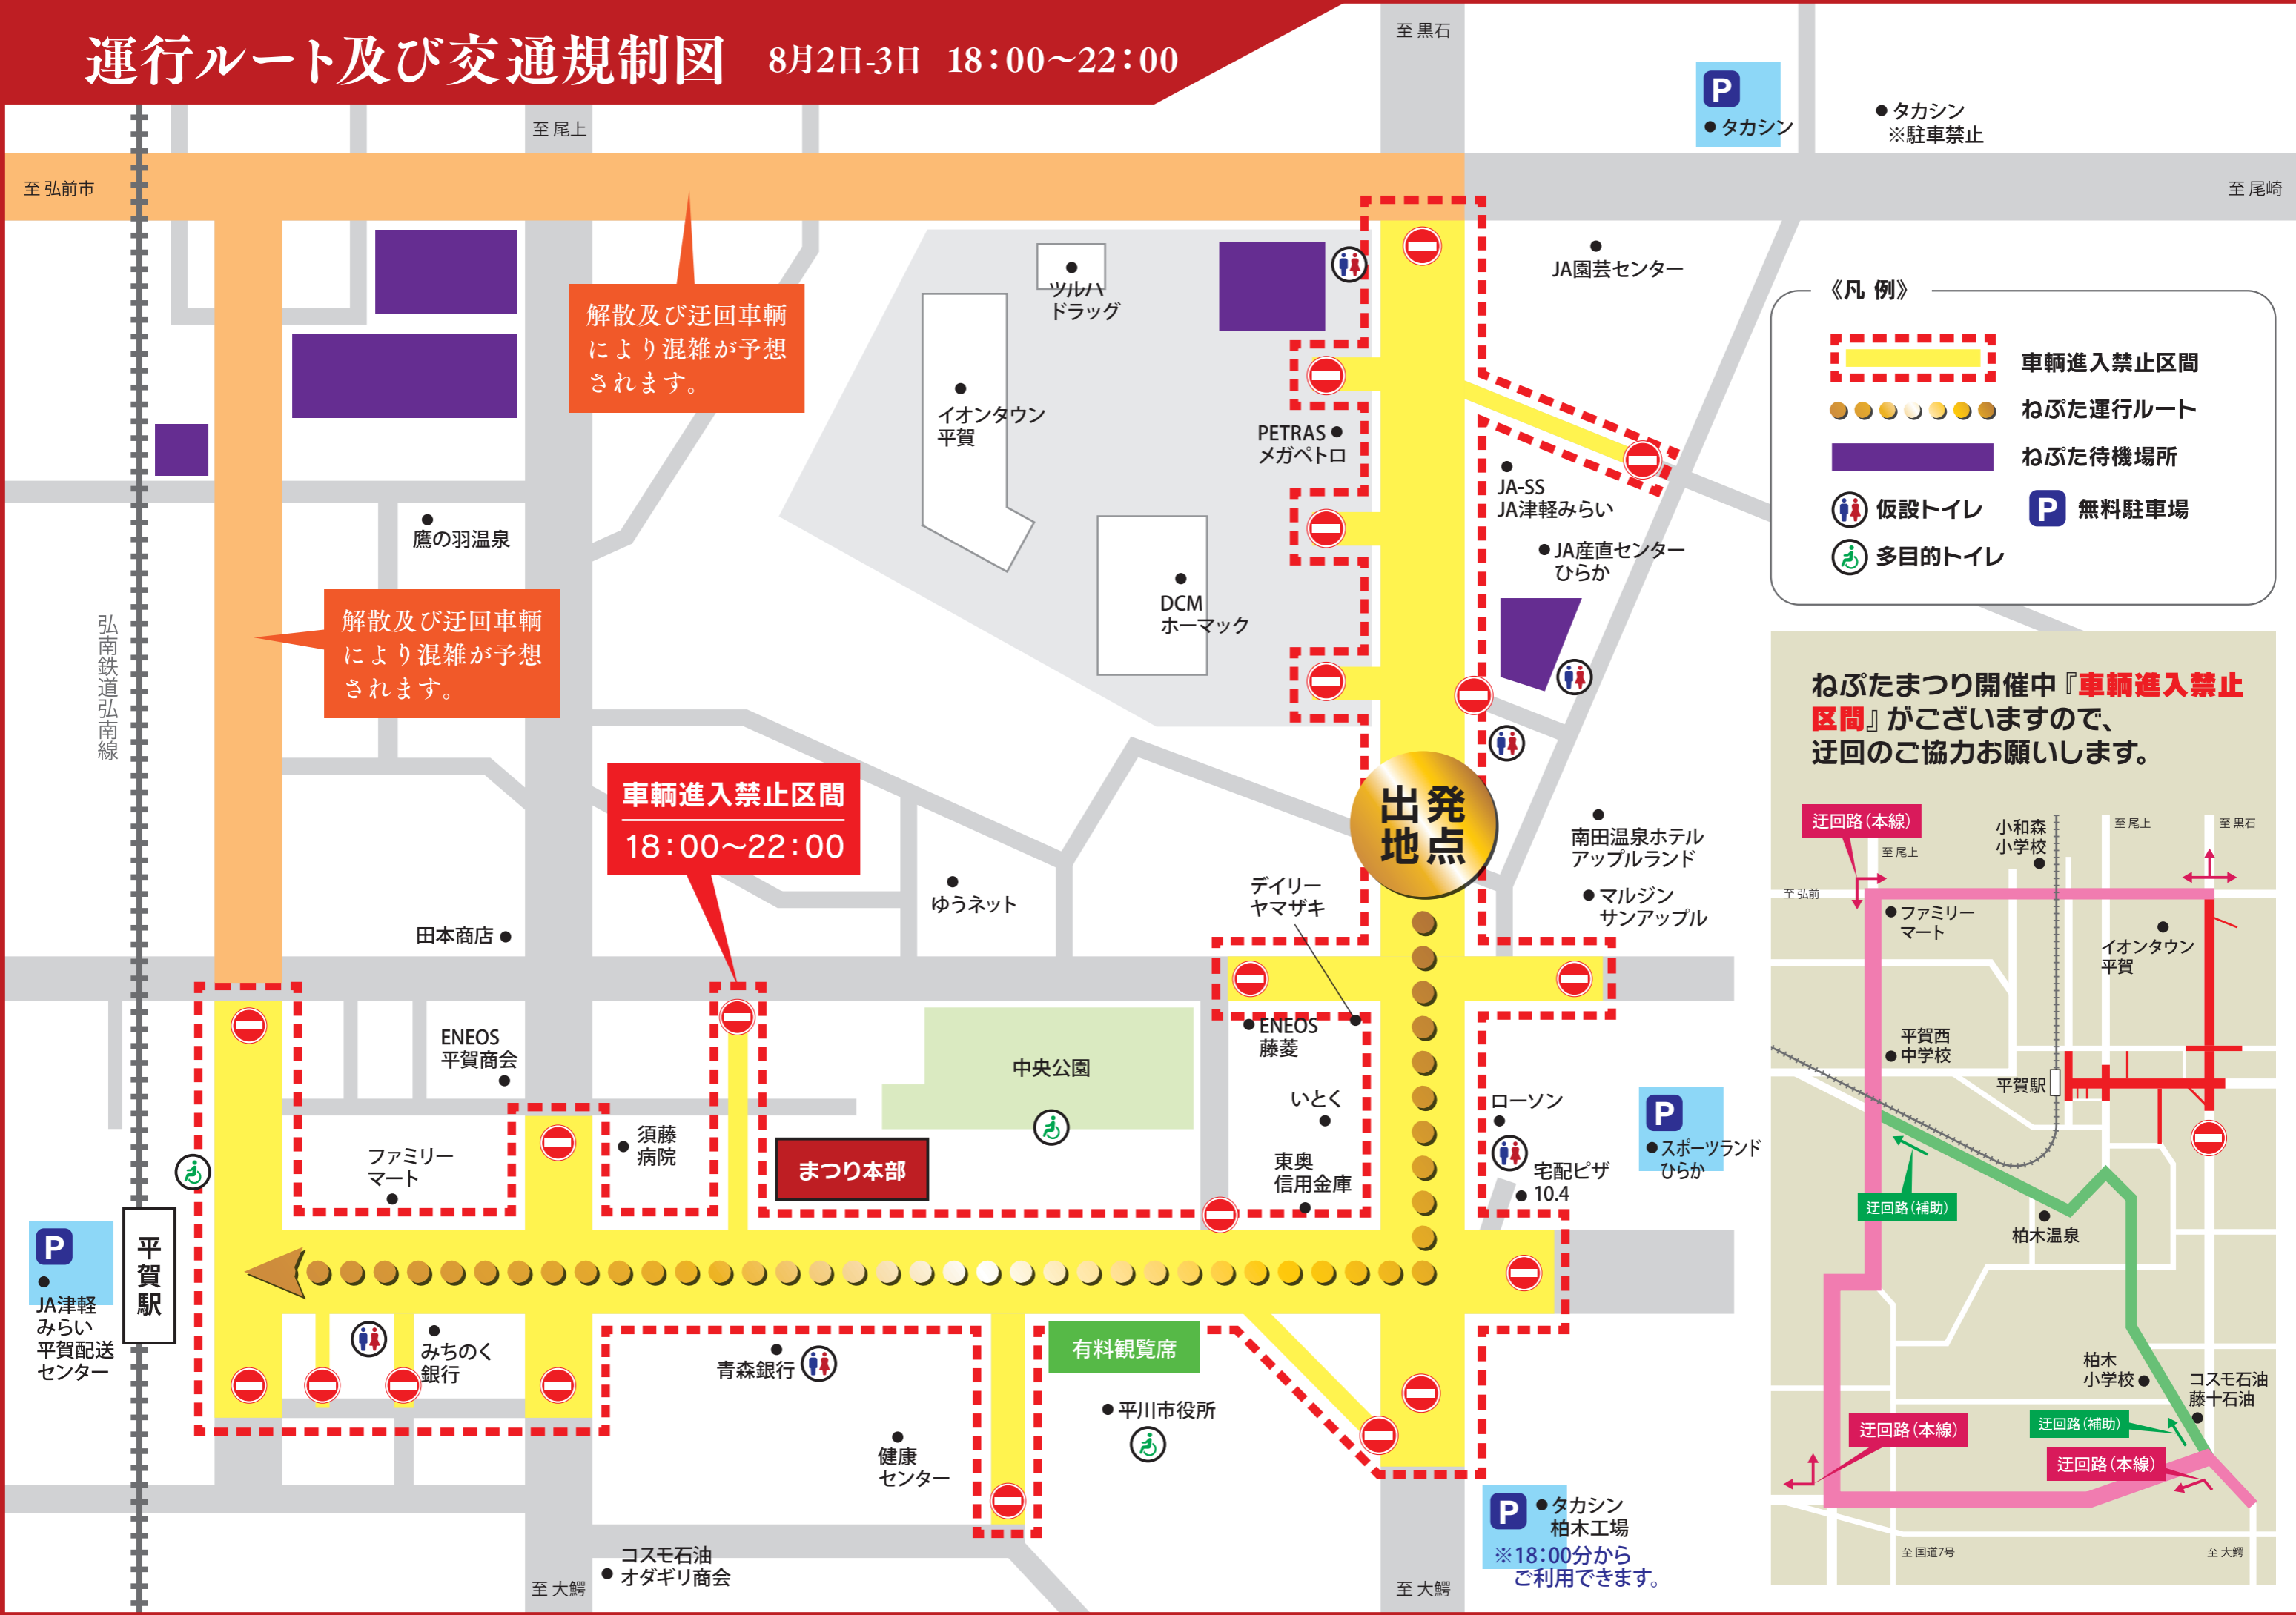 運行ルート及び交通規制図 8月2日-3日 18：00〜22：00
至 黒石
至 尾上
至 弘前市
至 尾崎
P
タカシン
タカシン
※駐車禁止
解散及び迂回車輌
により混雑が予想
されます。
ツルハ
ドラッグ
イオンタウン
平賀
JA園芸センター
PETRAS
メガペトロ
JA-SS
JA津軽みらい
JA産直センター
ひらか
DCM
ホーマック
鷹の羽温泉
解散及び迂回車輌
により混雑が予想
されます。
弘南鉄道弘南線
《凡 例》
車輌進入禁止区間
ねぷた運行ルート
ねぷた待機場所
仮設トイレ
P 無料駐車場
多目的トイレ
車輌進入禁止区間
18：00〜22：00
出発
地点
南田温泉ホテル
アップルランド
マルジン
サンアップル
デイリー
ヤマザキ
ゆうネット
田本商店
ENEOS
平賀商会
ENEOS
藤菱
中央公園
いとく
ローソン
P
スポーツランド
ひらか
須藤
病院
まつり本部
ファミリー
マート
東奥
信用金庫
宅配ピザ
10.4
平賀駅
P
JA津軽
みらい
平賀配送
センター
みちのく
銀行
青森銀行
有料観覧席
平川市役所
健康
センター
P
タカシン
柏木工場
※18：00分から
ご利用できます。
コスモ石油
オダギリ商会
至 大鰐
至 大鰐
ねぷたまつり開催中『車輌進入禁止
区間』がございますので、
迂回のご協力お願いします。
迂回路（本線）
至 尾上
小和森
小学校
至 尾上
至 黒石
至 弘前
ファミリー
マート
イオンタウン
平賀
平賀西
中学校
平賀駅
迂回路（補助）
柏木温泉
柏木
小学校
コスモ石油
藤十石油
迂回路（本線）
迂回路（補助）
迂回路（本線）
至 国道7号
至 大鰐